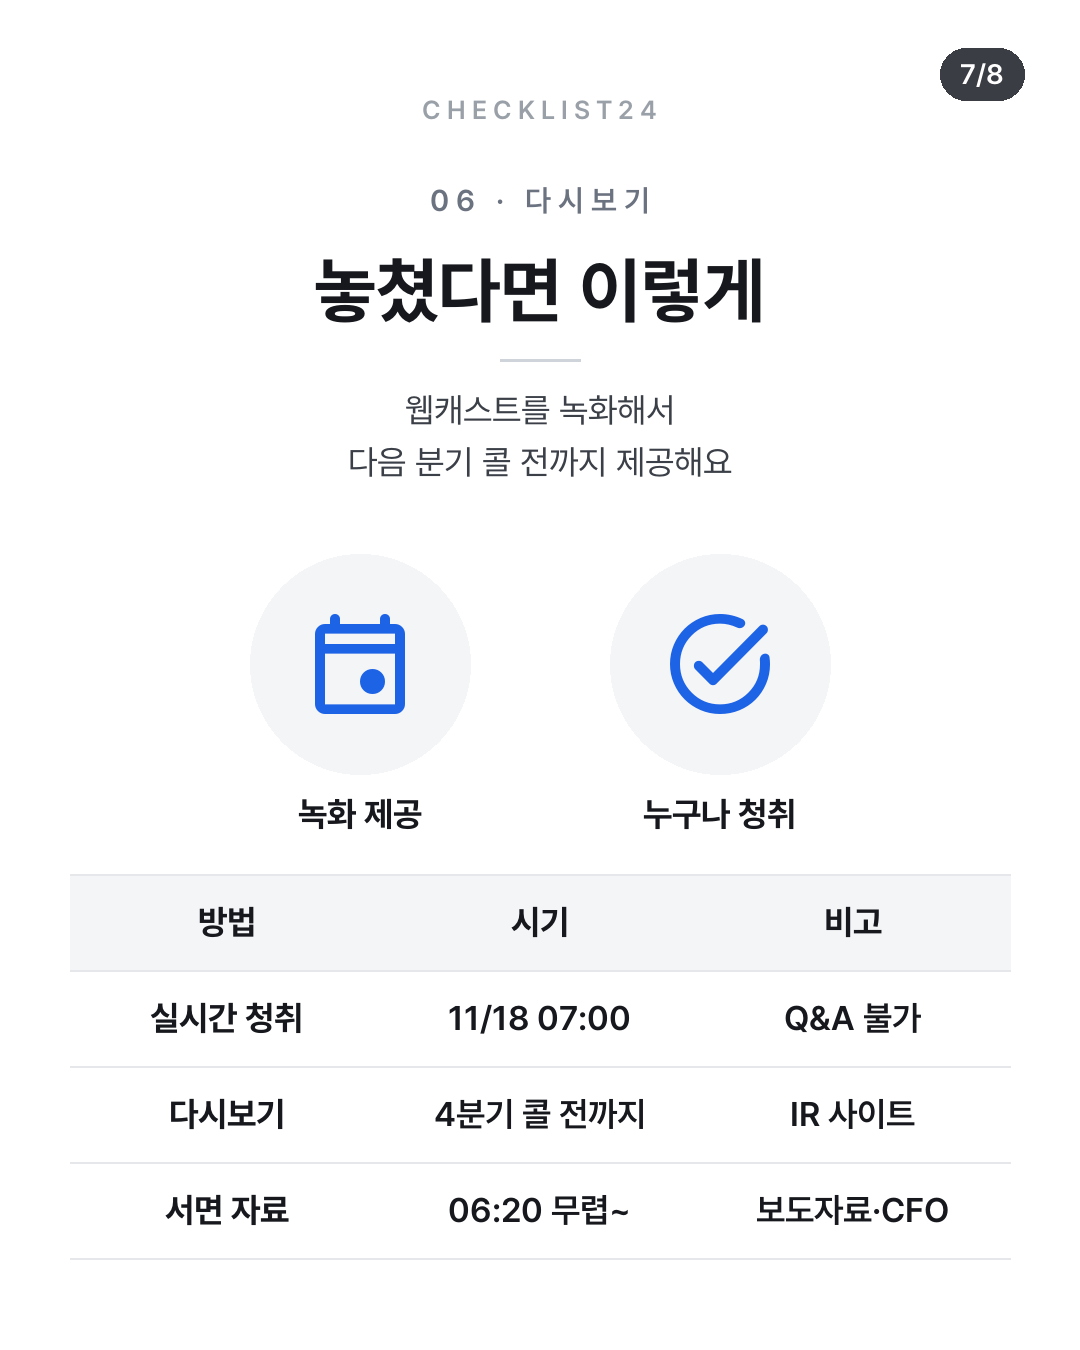 7/8
CHECKLIST24
06 · 다시보기
놓쳤다면 이렇게
웹캐스트를 녹화해서
다음 분기 콜 전까지 제공해요
녹화 제공
누구나 청취
방법 시기 비고
실시간 청취 11/18 07:00 Q&A 불가
다시보기 4분기 콜 전까지 IR 사이트
서면 자료 06:20 무렵~ 보도자료·CFO